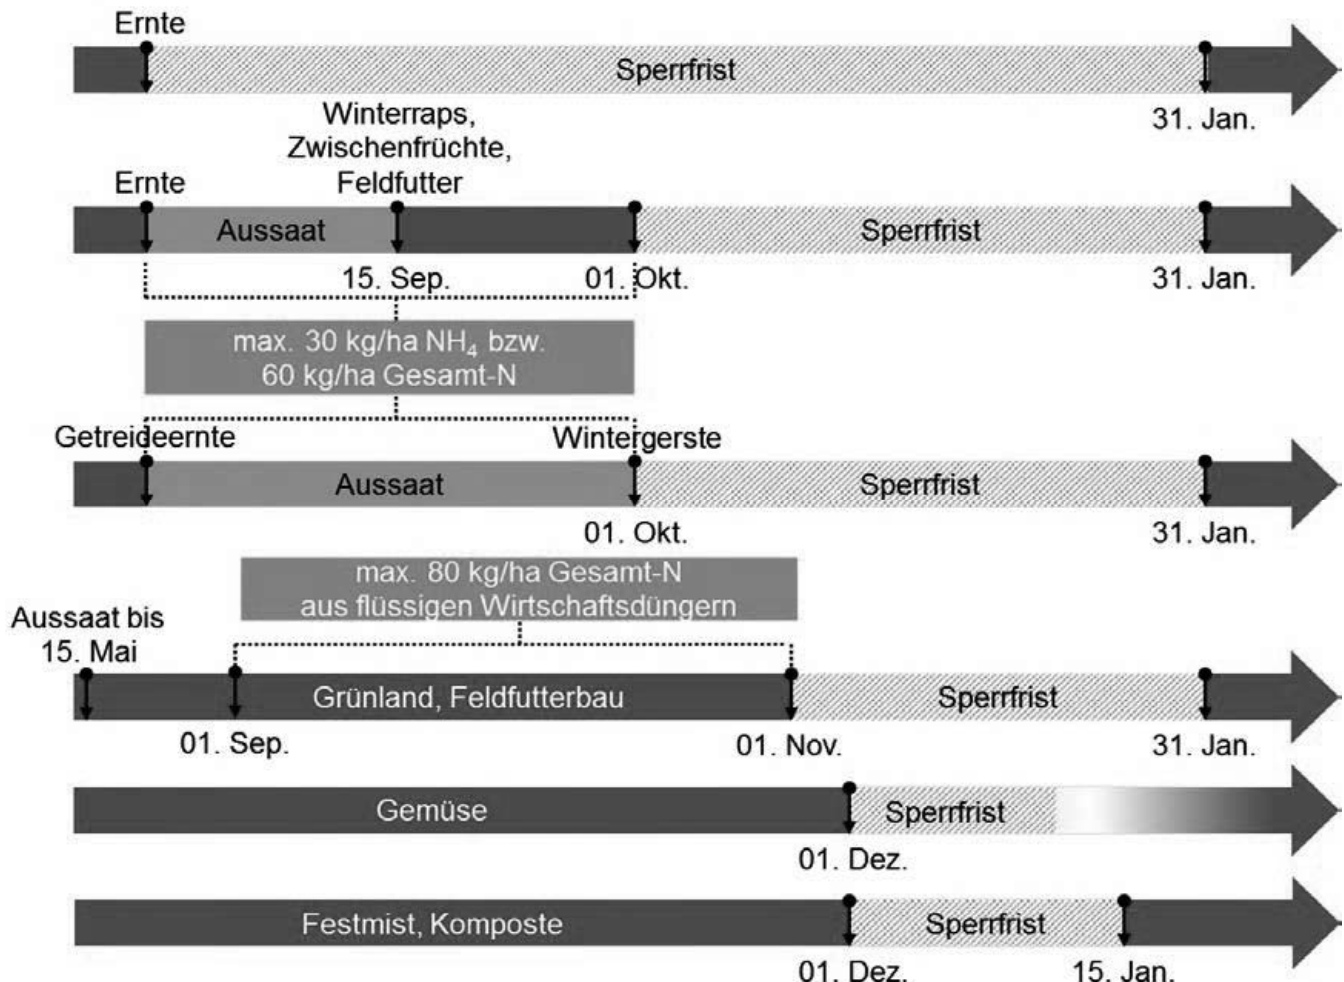 Ernte
Sperrfrist
31. Jan.
Winterraps,
Zwischenfrüchte,
Feldfutter
Ernte
Aussaat
Sperrfrist
15. Sep.
01. Okt.
31. Jan.
max. 30 kg/ha NH₄ bzw.
60 kg/ha Gesamt-N
Getreideernte
Wintergerste
Aussaat
Sperrfrist
01. Okt.
31. Jan.
max. 80 kg/ha Gesamt-N
aus flüssigen Wirtschaftsdüngern
Aussaat bis
15. Mai
Grünland, Feldfutterbau
Sperrfrist
01. Sep.
01. Nov.
31. Jan.
Gemüse
Sperrfrist
01. Dez.
Festmist, Komposte
Sperrfrist
01. Dez.
15. Jan.